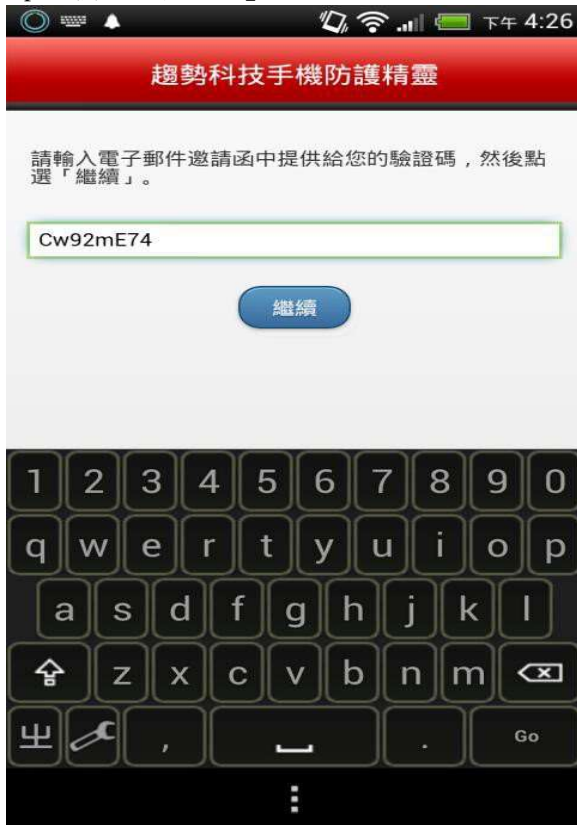 下午 4:26
趨勢科技手機防護精靈
請輸入電子郵件邀請函中提供給您的驗證碼，然後點
選「繼續」。
Cw92mE74
繼續
1 2 3 4 5 6 7 8 9 0
q w e r t y u i o p
a s d f g h j k l
z x c v b n m
ㄓ , . Go